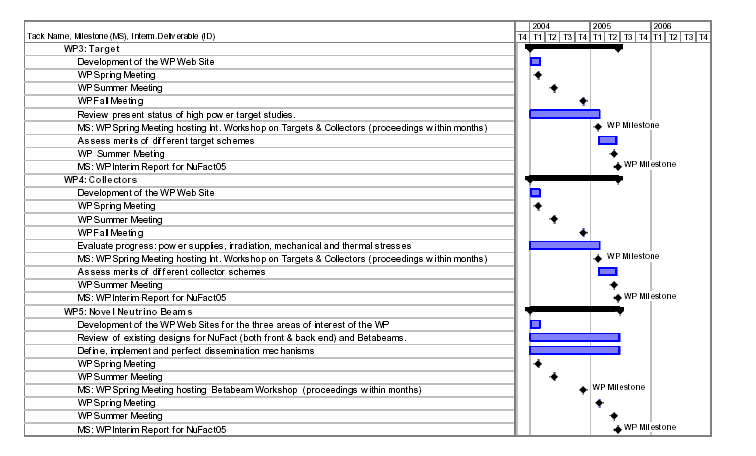 2004 2005 2006
Tack Name, Milestone (MS), Interm.Deliverable (ID) T4 T1 T2 T3 T4 T1 T2 T3 T4 T1 T2 T3 T4
WP3: Target
Development of the WP Web Site
WP Spring Meeting
WP Summer Meeting
WP Fall Meeting
Review present status of high power target studies.
MS: WP Spring Meeting hosting Int. Workshop on Targets & Collectors (proceedings within months) WP Milestone
Assess merits of different target schemes
WP Summer Meeting
MS: WP Interim Report for NuFact05 WP Milestone
WP4: Collectors
Development of the WP Web Site
WP Spring Meeting
WP Summer Meeting
WP Fall Meeting
Evaluate progress: power supplies, irradiation, mechanical and thermal stresses
MS: WP Spring Meeting hosting Int. Workshop on Targets & Collectors (proceedings within months) WP Milestone
Assess merits of different collector schemes
WP Summer Meeting
MS: WP Interim Report for NuFact05 WP Milestone
WP5: Novel Neutrino Beams
Development of the WP Web Sites for the three areas of interest of the WP
Review of existing designs for NuFact (both front & back end) and Betabeams.
Define, implement and perfect dissemination mechanisms
WP Spring Meeting
WP Summer Meeting
MS: WP Spring Meeting hosting Betabeam Workshop (proceedings within months) WP Milestone
WP Spring Meeting
WP Summer Meeting
MS: WP Interim Report for NuFact05 WP Milestone